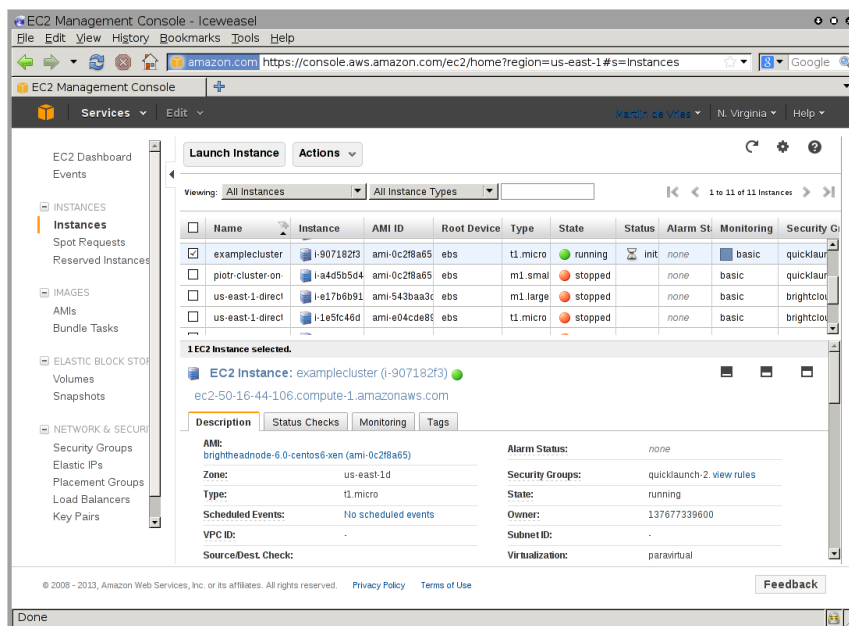 EC2 Management Console - Iceweasel
File Edit View History Bookmarks Tools Help
amazon.com https://console.aws.amazon.com/ec2/home?region=us-east-1#s=Instances Google
EC2 Management Console
Services Edit Martijn de Vries N. Virginia Help
EC2 Dashboard
Events
INSTANCES
Instances
Spot Requests
Reserved Instances
IMAGES
AMIs
Bundle Tasks
ELASTIC BLOCK STOR
Volumes
Snapshots
NETWORK & SECURI
Security Groups
Elastic IPs
Placement Groups
Load Balancers
Key Pairs
Launch Instance Actions
Viewing: All Instances All Instance Types 1 to 11 of 11 Instances
Name Instance AMI ID Root Device Type State Status Alarm St Monitoring Security G
examplecluster i-907182f3 ami-0c2f8a65 ebs t1.micro running init none basic quicklaun
piotr-cluster-on- i-a4d5b5d4 ami-0c2f8a65 ebs m1.smal stopped none basic quicklaun
us-east-1-direct i-e17b6b91 ami-543baa3c ebs m1.large stopped none basic brightclou
us-east-1-direct i-1e5fc46d ami-e04cde89 ebs t1.micro stopped none basic brightclou
1 EC2 Instance selected.
EC2 Instance: examplecluster (i-907182f3)
ec2-50-16-44-106.compute-1.amazonaws.com
Description Status Checks Monitoring Tags
AMI:
brightheadnode-6.0-centos6-xen (ami-0c2f8a65)
Alarm Status: none
Zone: us-east-1d Security Groups: quicklaunch-2. view rules
Type: t1.micro State: running
Scheduled Events: No scheduled events Owner: 137677339600
VPC ID: - Subnet ID: -
Source/Dest. Check: Virtualization: paravirtual
© 2008 - 2013, Amazon Web Services, Inc. or its affiliates. All rights reserved. Privacy Policy Terms of Use Feedback
Done